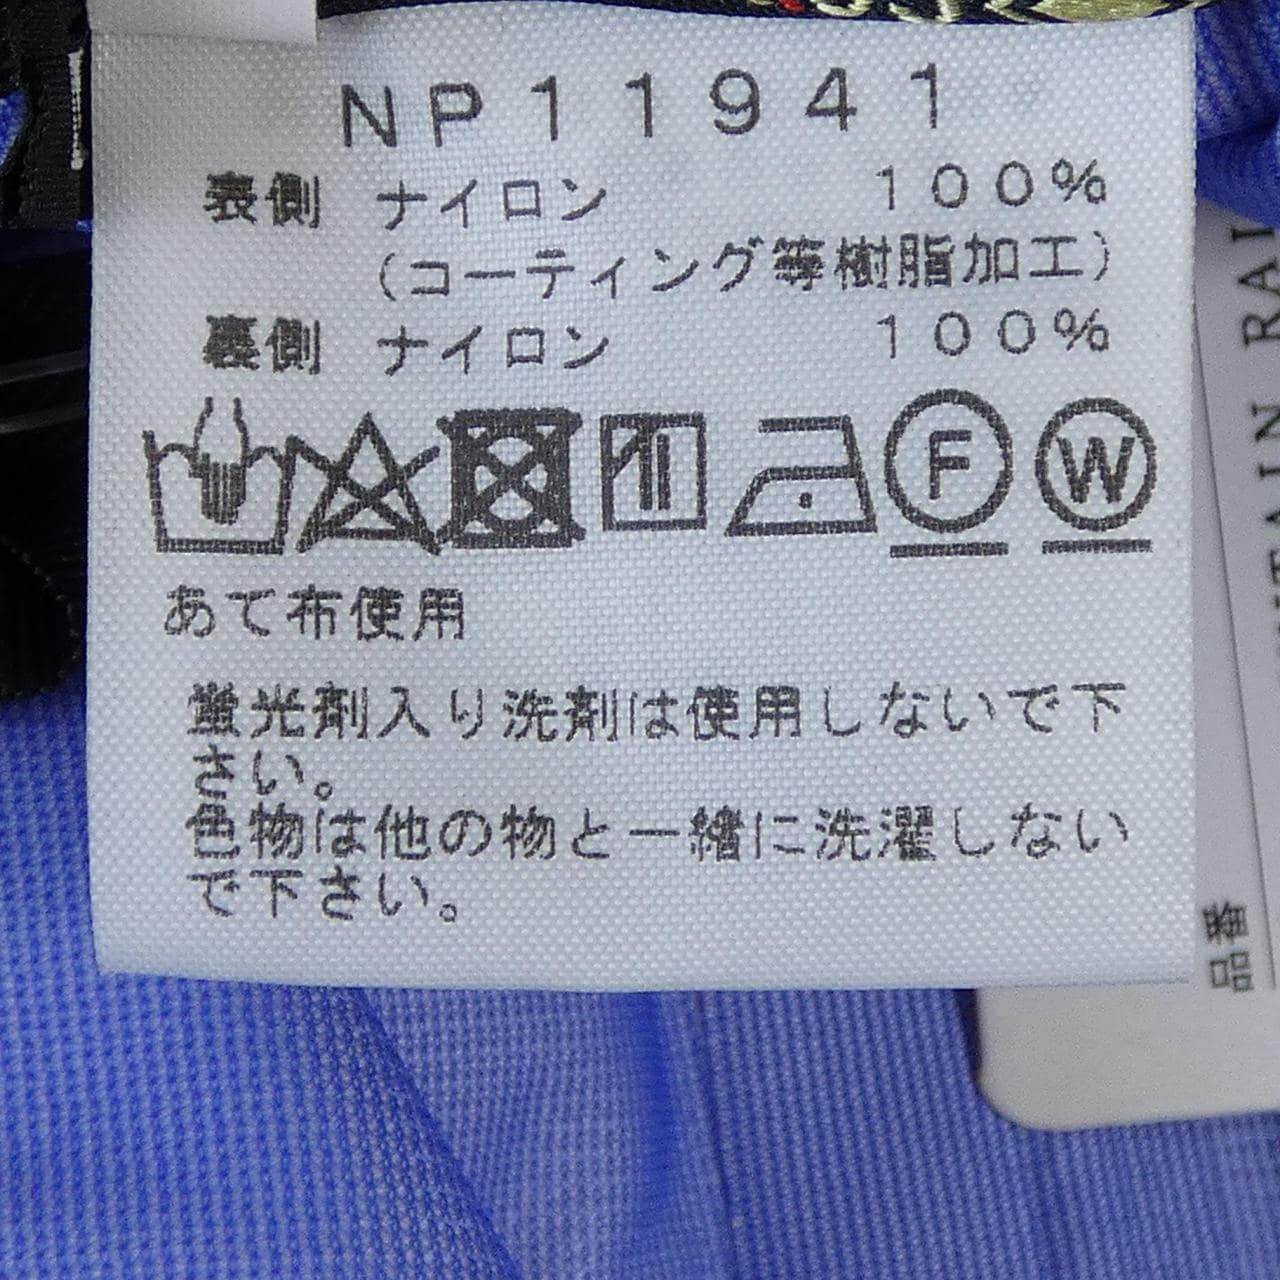 NP11941
表側 ナイロン 100%
(コーティング等樹脂加工)
裏側 ナイロン 100%
F W
あて布使用
蛍光剤入り洗剤は使用しないで下
さい。
色物は他の物と一緒に洗濯しない
で下さい。
品番